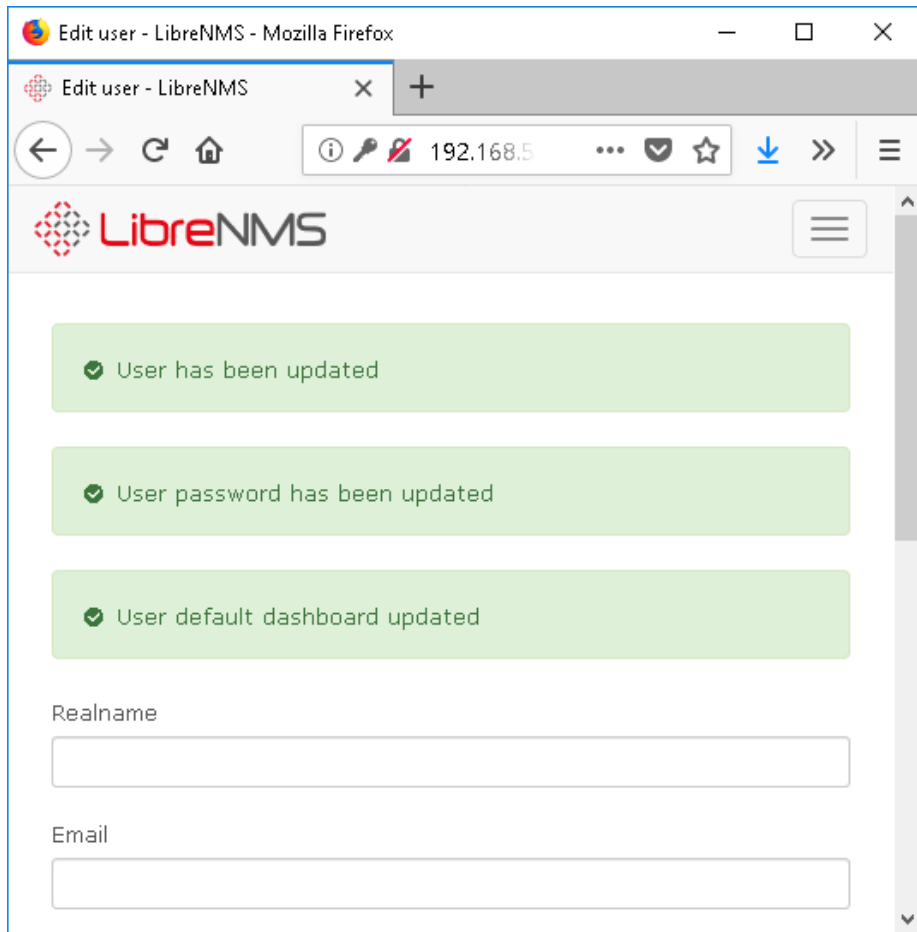 Edit user - LibreNMS - Mozilla Firefox
Edit user - LibreNMS
192.168.5
LibreNMS
User has been updated
User password has been updated
User default dashboard updated
Realname
Email